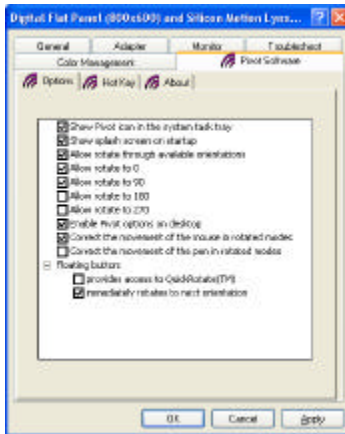 Digital Flat Panel (800x600) and Silicon Motion Lynx...
General Adapter Monitor Troubleshoot
Color Management Pivot Software
Options Hot Key About
Show Pivot icon in the system task tray
Show splash screen on startup
Allow rotate through available orientations
Allow rotate to 0
Allow rotate to 90
Allow rotate to 180
Allow rotate to 270
Enable Pivot options on desktop
Correct the movement of the mouse in rotated modes
Correct the movement of the pen in rotated modes
Floating button:
provides access to QuickRotate(TM)
immediately rotates to next orientation
OK Cancel Apply